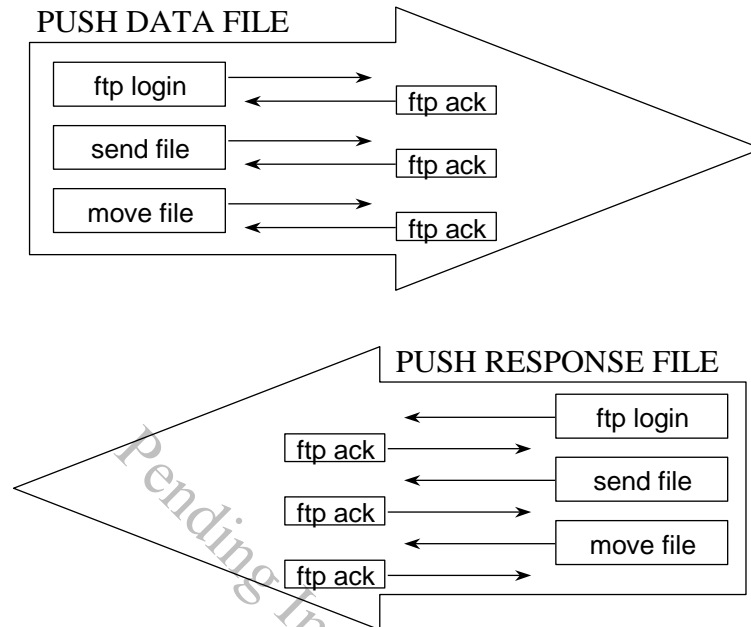 PUSH DATA FILE
ftp login
ftp ack
send file
ftp ack
move file
ftp ack
PUSH RESPONSE FILE
ftp login
ftp ack
send file
ftp ack
move file
ftp ack
Pending